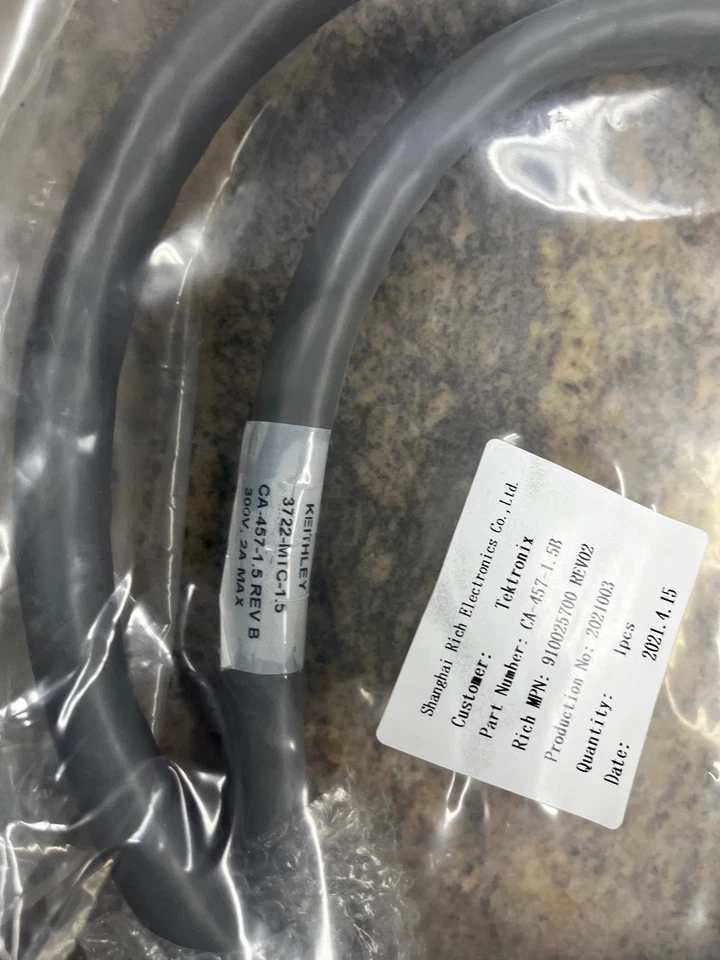 KEITHLEY
3722-MTC-1.5
CA-457-1.5 REV B
300V, 2A MAX
Shanghai Rich Electronics Co.,Ltd.
Customer: Tektronix
Part Number: CA-457-1.5B
Rich MPN: 910025700 REV02
Production No: 2021003
Quantity: 1pcs
Date: 2021.4.15